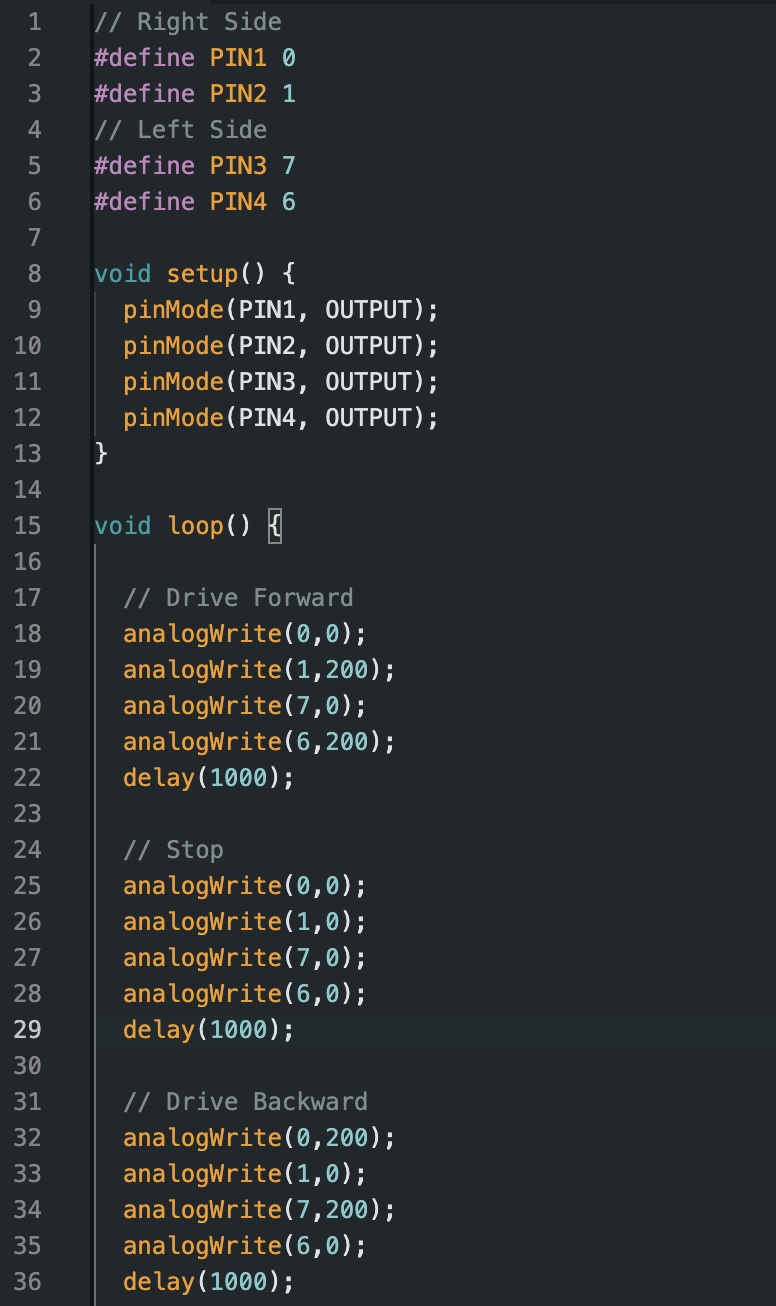 1 // Right Side
2 #define PIN1 0
3 #define PIN2 1
4 // Left Side
5 #define PIN3 7
6 #define PIN4 6
7
8 void setup() {
9   pinMode(PIN1, OUTPUT);
10   pinMode(PIN2, OUTPUT);
11   pinMode(PIN3, OUTPUT);
12   pinMode(PIN4, OUTPUT);
13 }
14
15 void loop() {
16
17   // Drive Forward
18   analogWrite(0,0);
19   analogWrite(1,200);
20   analogWrite(7,0);
21   analogWrite(6,200);
22   delay(1000);
23
24   // Stop
25   analogWrite(0,0);
26   analogWrite(1,0);
27   analogWrite(7,0);
28   analogWrite(6,0);
29   delay(1000);
30
31   // Drive Backward
32   analogWrite(0,200);
33   analogWrite(1,0);
34   analogWrite(7,200);
35   analogWrite(6,0);
36   delay(1000);